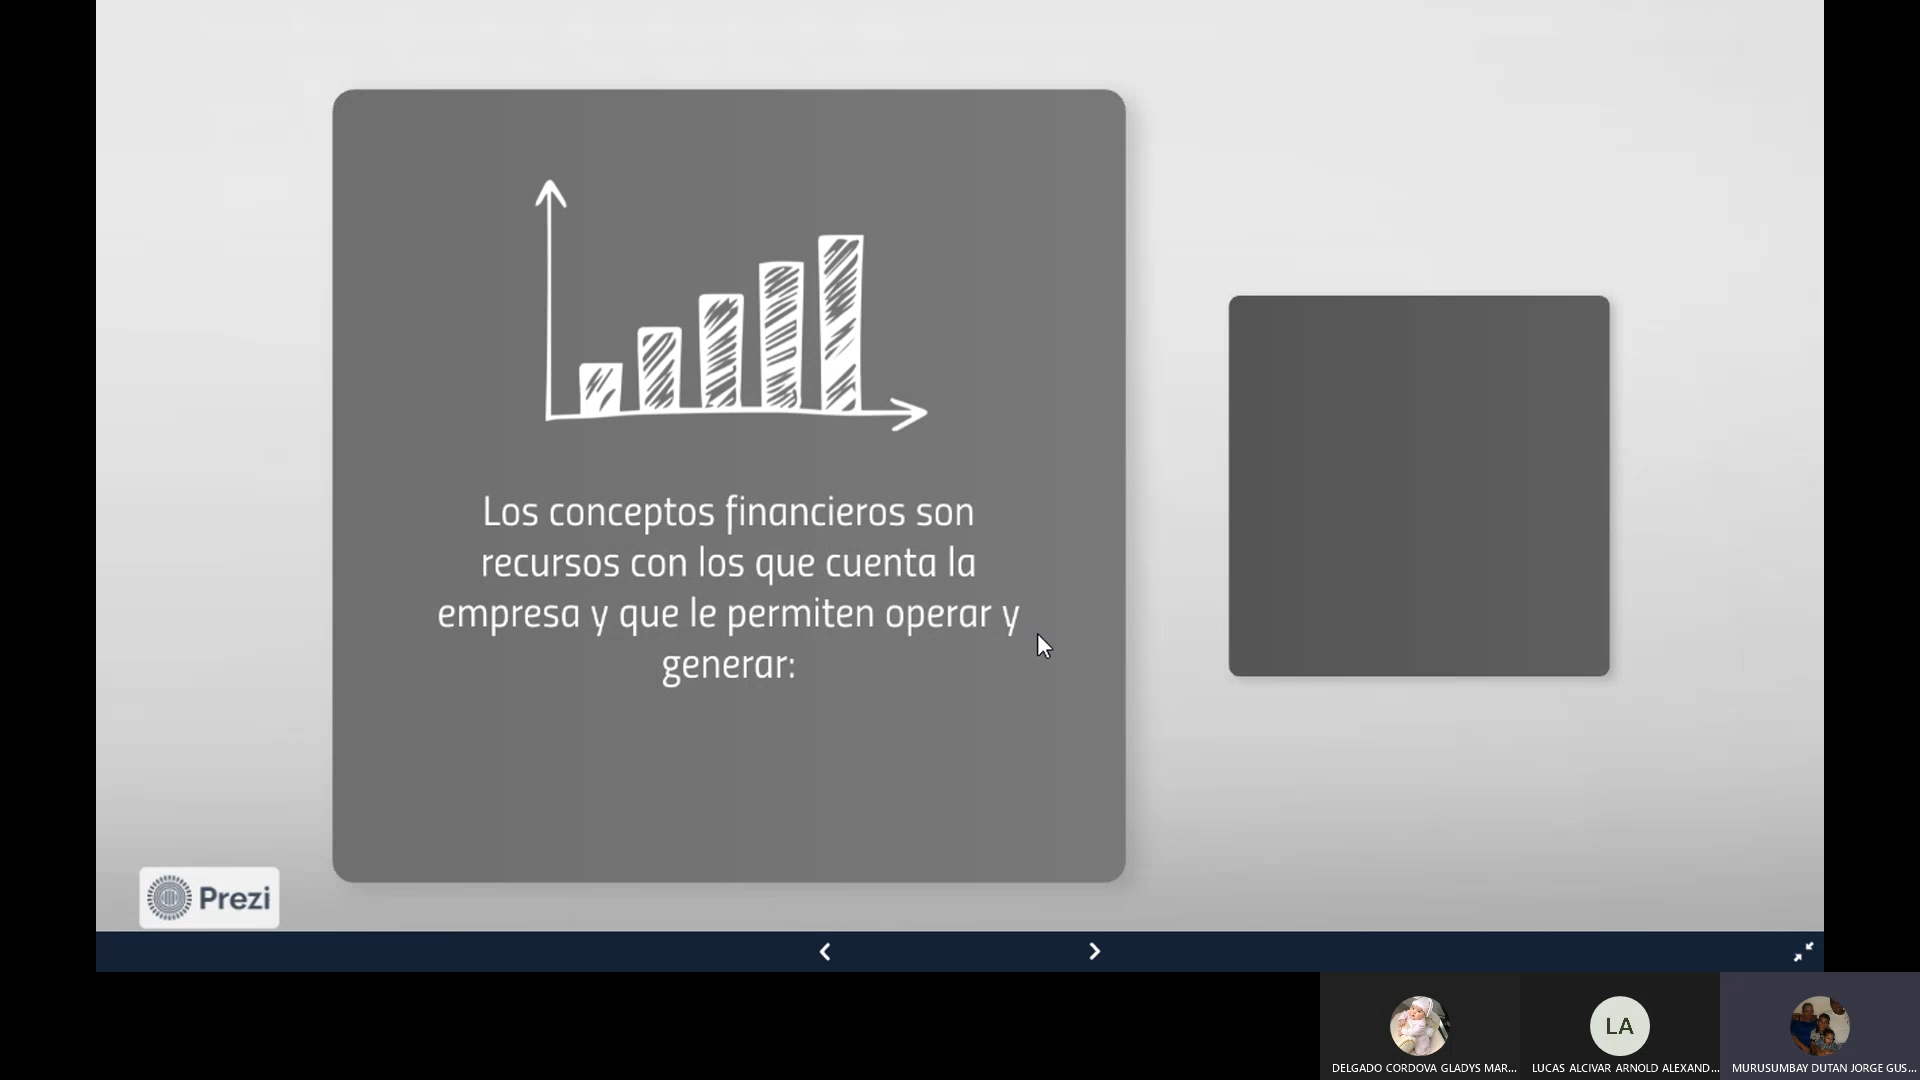 Los conceptos financieros son
recursos con los que cuenta la
empresa y que le permiten operar y
generar:
Prezi
LA
DELGADO CORDOVA GLADYS MAR...
LUCAS ALCIVAR ARNOLD ALEXAND...
MURUSUMBAY DUTAN JORGE GUS...